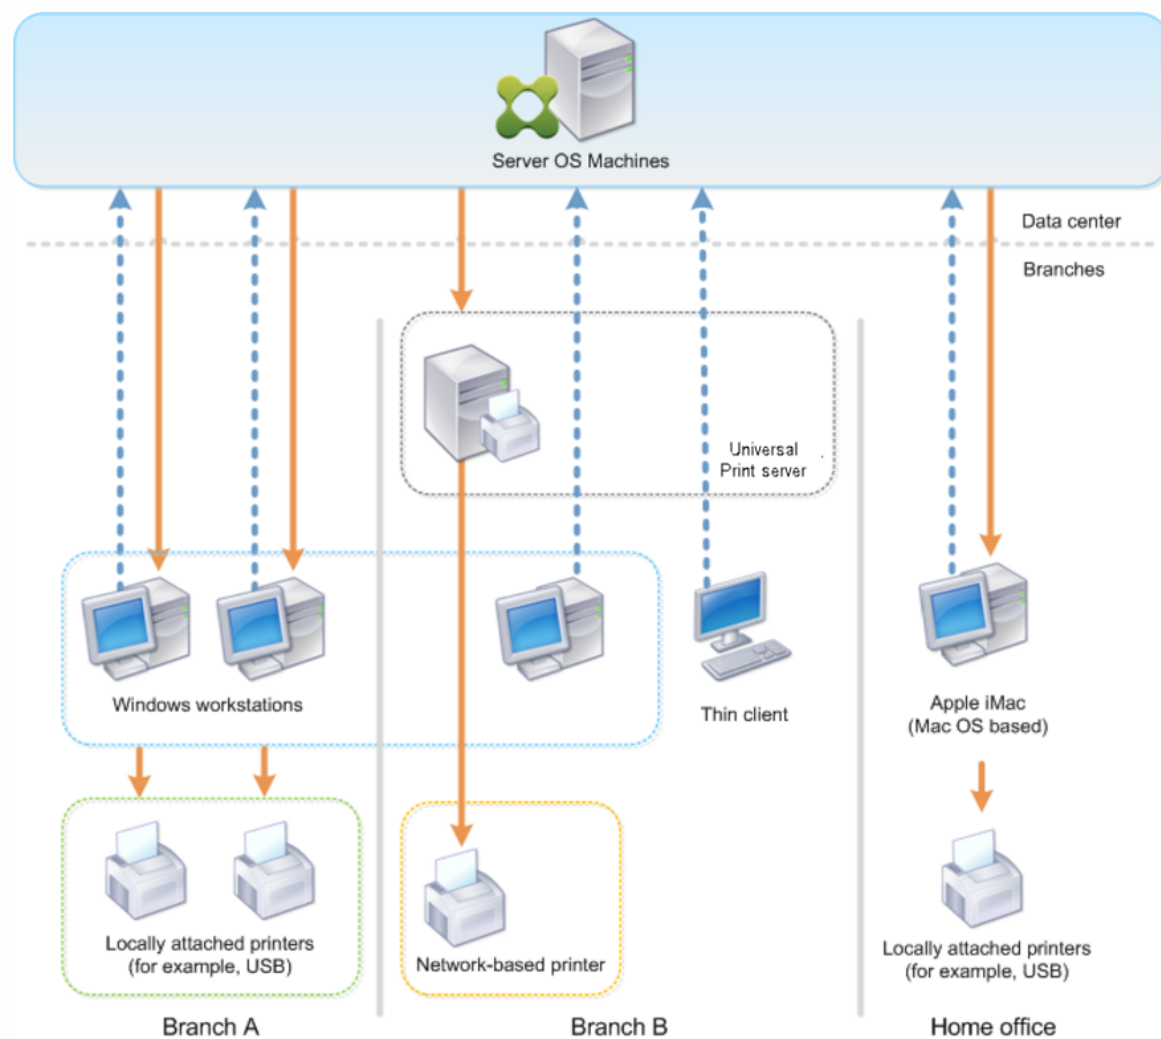 Server OS Machines
Data center
Branches
Universal
Print server
Windows workstations
Thin client
Apple iMac
(Mac OS based)
Locally attached printers
(for example, USB)
Network-based printer
Locally attached printers
(for example, USB)
Branch A
Branch B
Home office